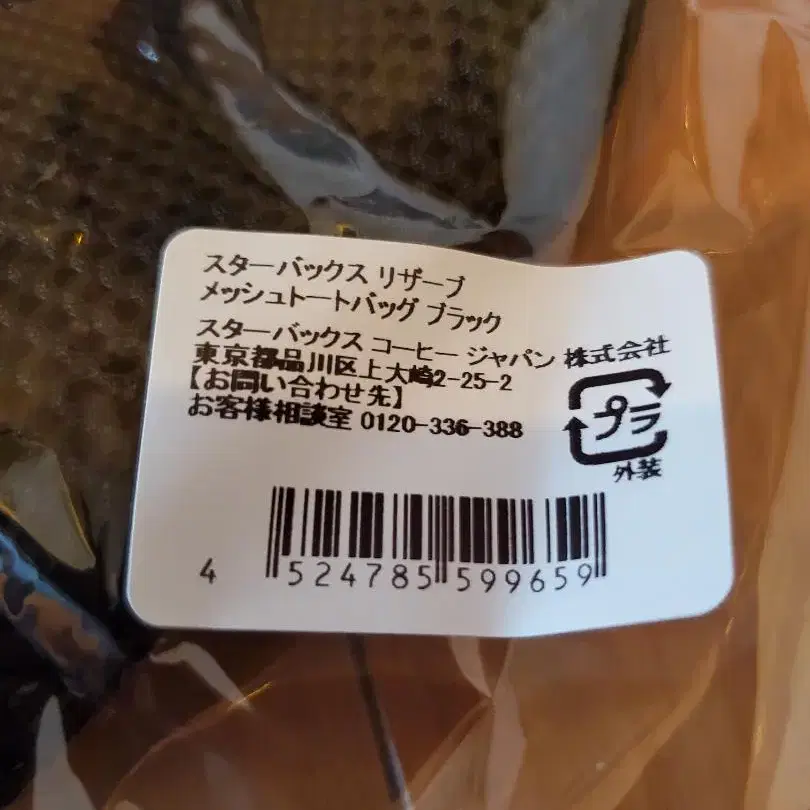 スターバックス リザーブ
メッシュトートバッグ ブラック
スターバックス コーヒー ジャパン 株式会社
東京都品川区上大崎2-25-2
【お問い合わせ先】
お客様相談室 0120-336-388
プラ
外装
4 524785 599659